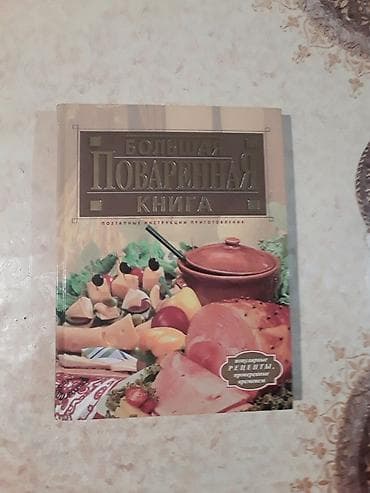 БОЛЬШАЯ
ПОВАРЕННАЯ
КНИГА
ПОЭТАПНЫЕ ИНСТРУКЦИИ ПРИГОТОВЛЕНИЯ
популярные
РЕЦЕПТЫ,
проверенные
временем